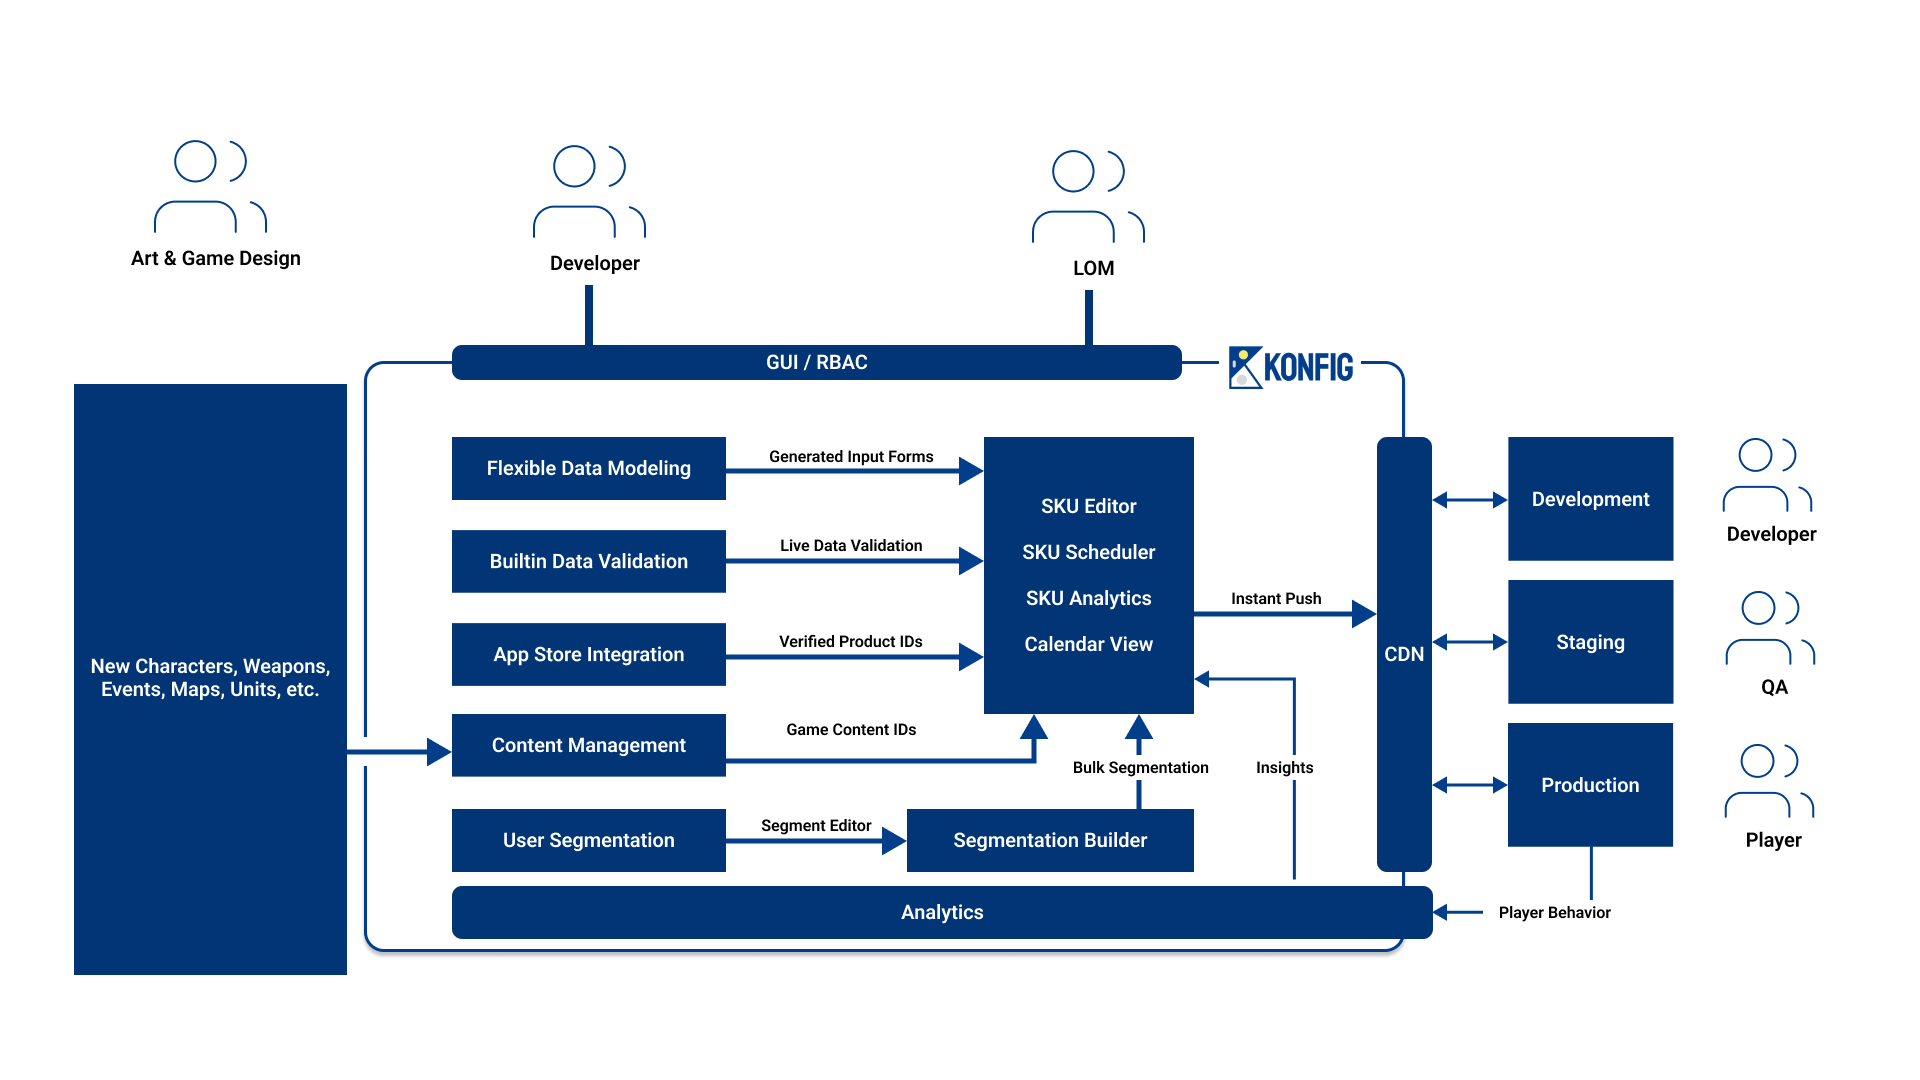 Art & Game Design
Developer
LOM
GUI / RBAC
KONFIG
New Characters, Weapons,
Events, Maps, Units, etc.
Flexible Data Modeling
Generated Input Forms
Builtin Data Validation
Live Data Validation
App Store Integration
Verified Product IDs
Content Management
Game Content IDs
User Segmentation
Segment Editor
Segmentation Builder
Bulk Segmentation
SKU Editor
SKU Scheduler
SKU Analytics
Calendar View
Instant Push
Insights
CDN
Analytics
Development
Developer
Staging
QA
Production
Player
Player Behavior